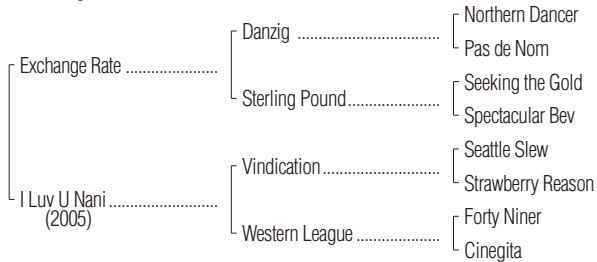 Northern Dancer
Danzig ........................
Pas de Nom
Exchange Rate ......................
Seeking the Gold
Sterling Pound......................
Spectacular Bev
Seattle Slew
Vindication............................
Strawberry Reason
I Luv U Nani ..........................
(2005)
Forty Niner
Western League ....................
Cinegita